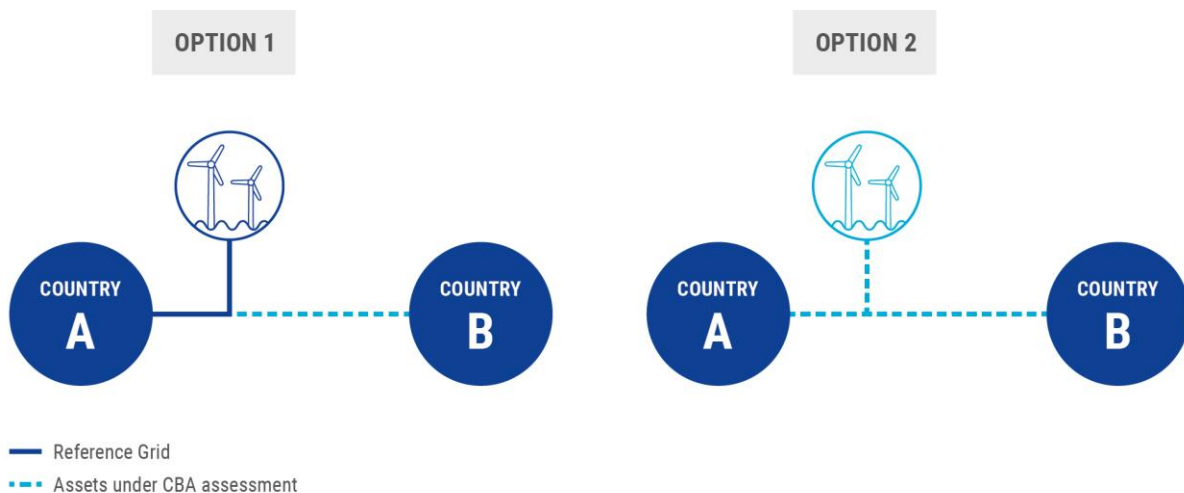 OPTION 1
OPTION 2
COUNTRY
A
COUNTRY
B
COUNTRY
A
COUNTRY
B
Reference Grid
Assets under CBA assessment